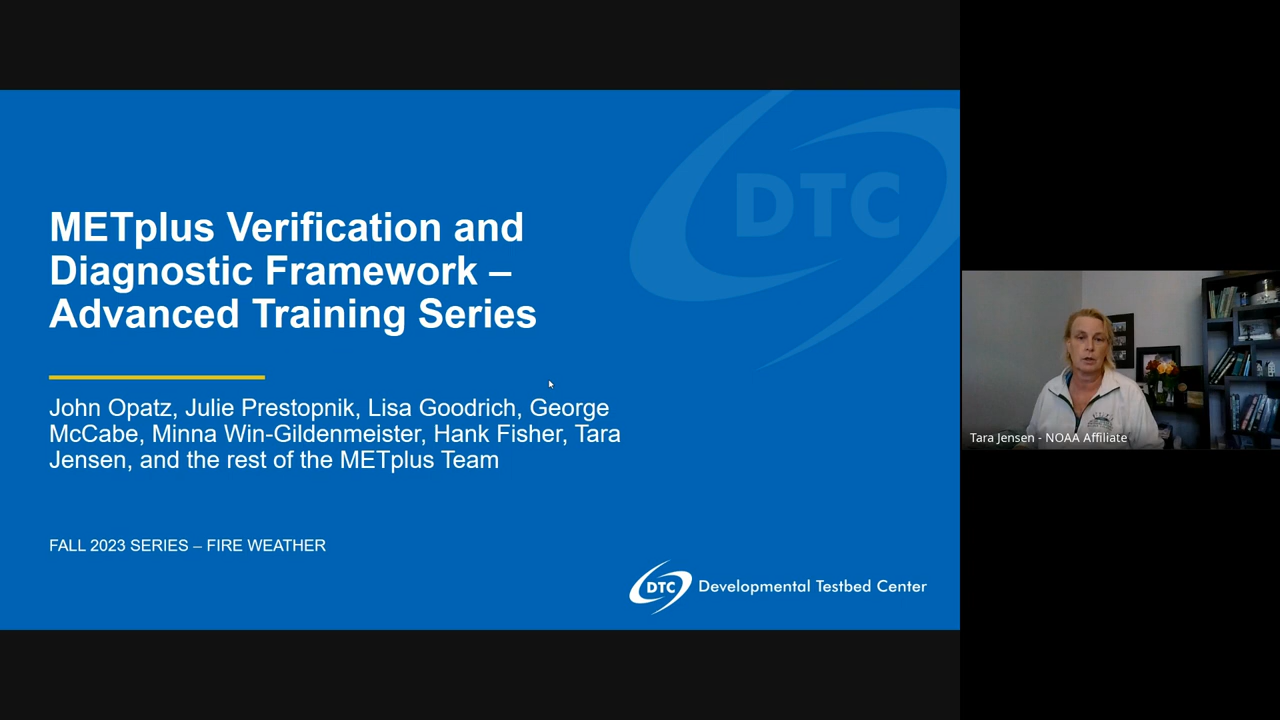 DTC
METplus Verification and
Diagnostic Framework –
Advanced Training Series
John Opatz, Julie Prestopnik, Lisa Goodrich, George
McCabe, Minna Win-Gildenmeister, Hank Fisher, Tara
Jensen, and the rest of the METplus Team
FALL 2023 SERIES – FIRE WEATHER
DTC Developmental Testbed Center
Tara Jensen - NOAA Affiliate